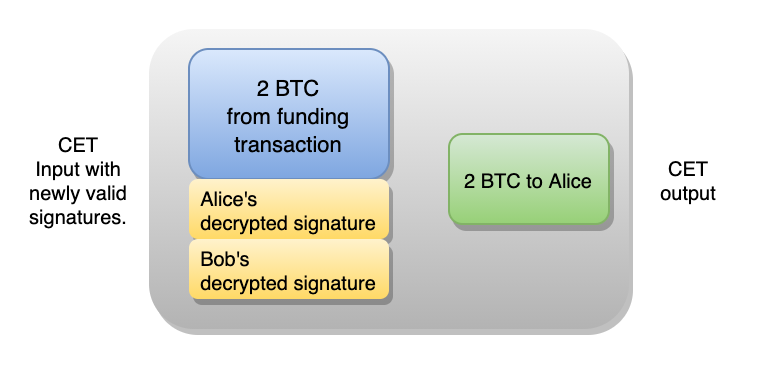 CET
Input with
newly valid
signatures.
2 BTC
from funding
transaction
Alice's
decrypted signature
Bob's
decrypted signature
2 BTC to Alice
CET
output